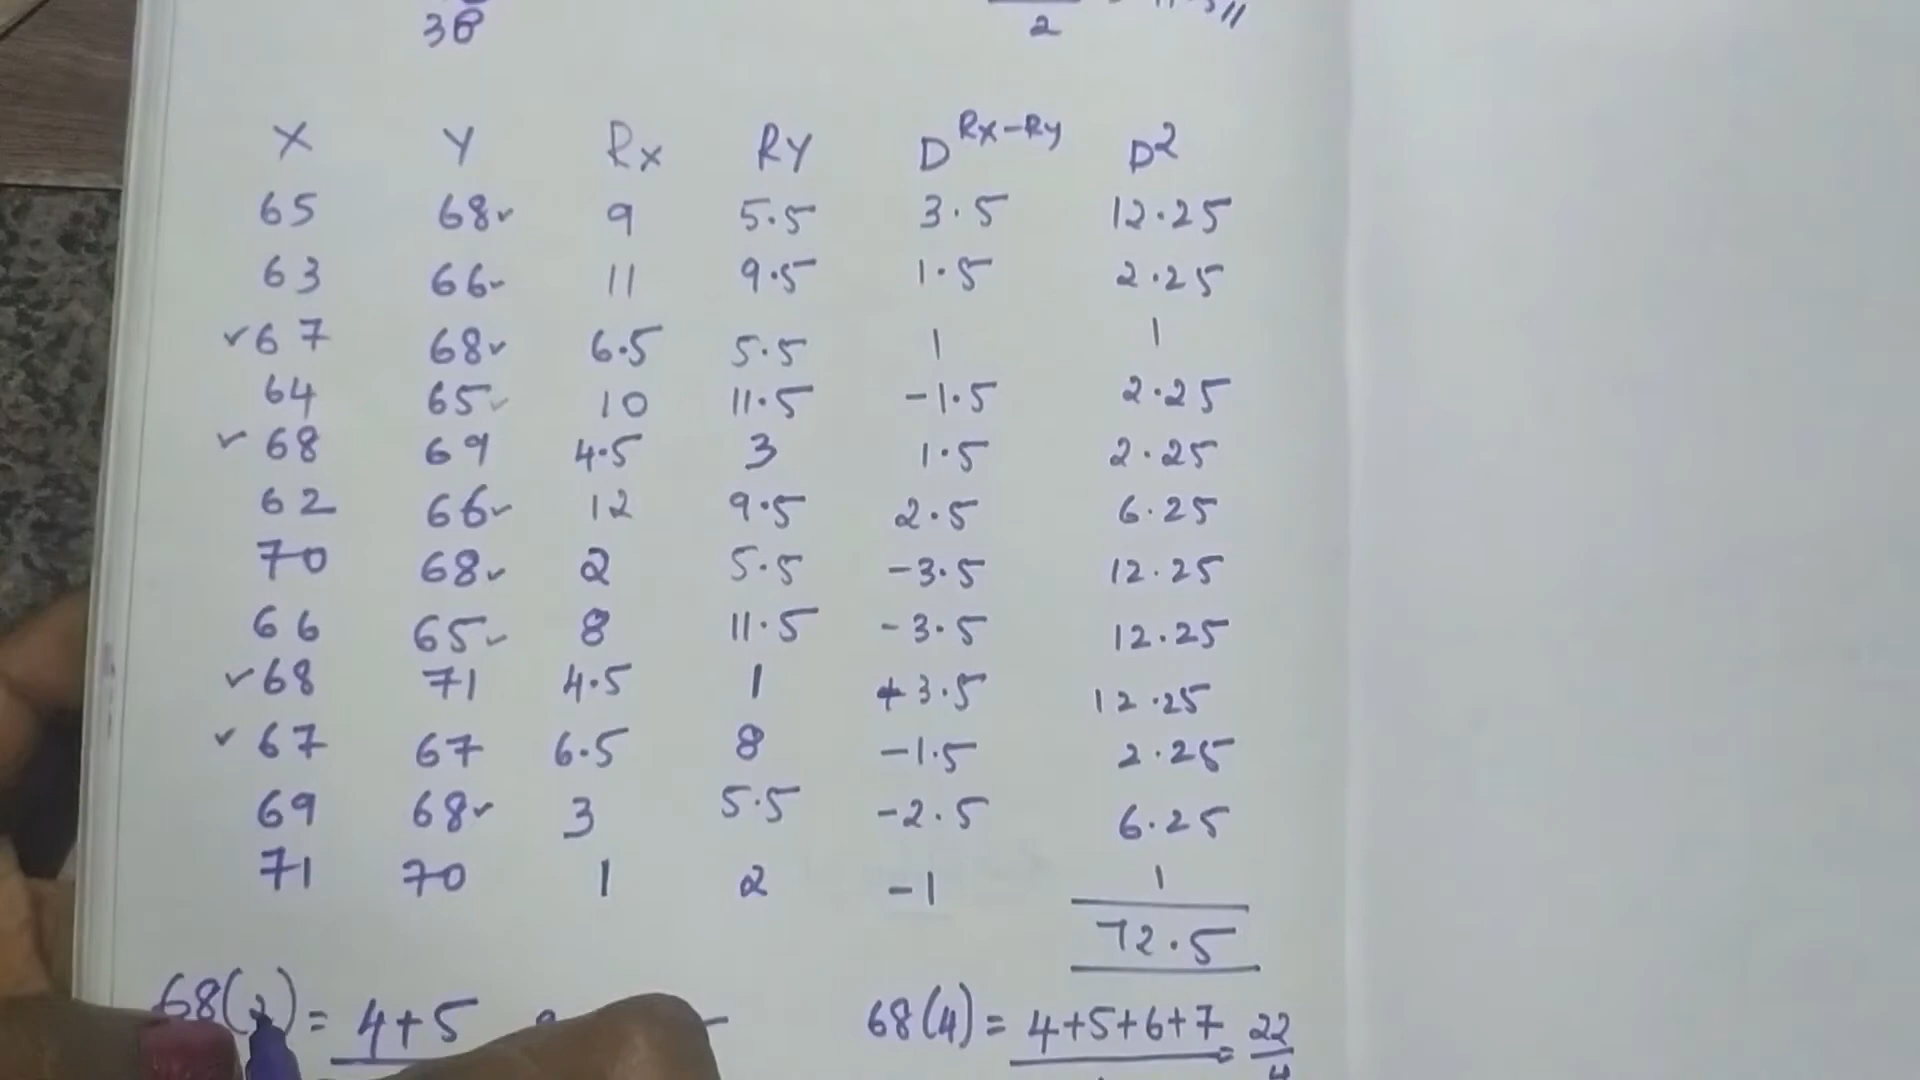 38 2
X Y Rx RY D Rx-Ry D²
65 68✓ 9 5.5 3.5 12.25
63 66✓ 11 9.5 1.5 2.25
✓67 68✓ 6.5 5.5 1 1
64 65✓ 10 11.5 -1.5 2.25
✓68 69 4.5 3 1.5 2.25
62 66✓ 12 9.5 2.5 6.25
70 68✓ 2 5.5 -3.5 12.25
66 65✓ 8 11.5 -3.5 12.25
✓68 71 4.5 1 +3.5 12.25
✓67 67 6.5 8 -1.5 2.25
69 68✓ 3 5.5 -2.5 6.25
71 70 1 2 -1 1
72.5
68(2) = 4+5 68(4) = 4+5+6+7 = 22